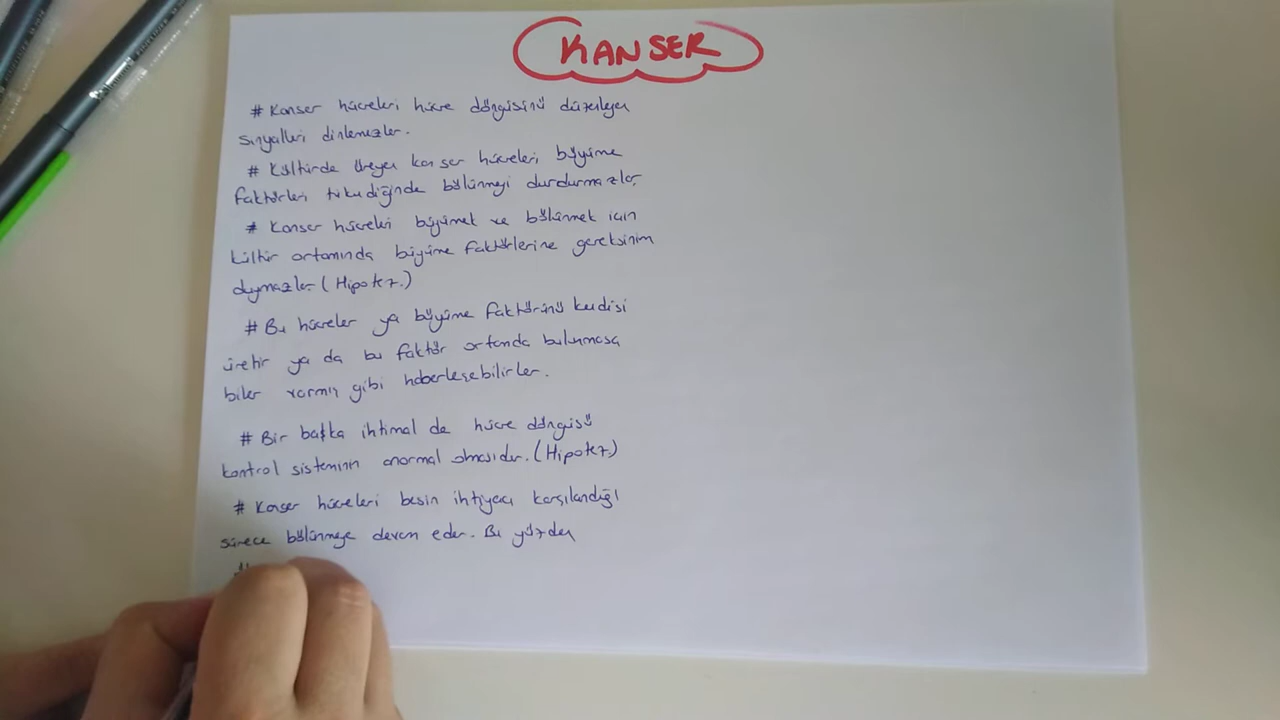 KANSER
# Kanser hücreleri hücre döngüsünü düzenleyen
sinyalleri dinlemezler.
# Kültürde üreyen kanser hücreleri, büyüme
faktörleri tükendiğinde bölünmeyi durdurmazlar.
# Kanser hücreleri büyümek ve bölünmek için
kültür ortamında büyüme faktörlerine gereksinim
duymazlar (Hipotez.)
# Bu hücreler ya büyüme faktörünü kendisi
üretir ya da bu faktör ortamda bulunmasa
biler varmış gibi haberleşebilirler.
# Bir başka ihtimal de hücre döngüsü
kontrol sisteminin anormal olmasıdır. (Hipotez)
# Kanser hücreleri besin ihtiyacı karşılandığı
sürece bölünmeye devam eder. Bu yüzden